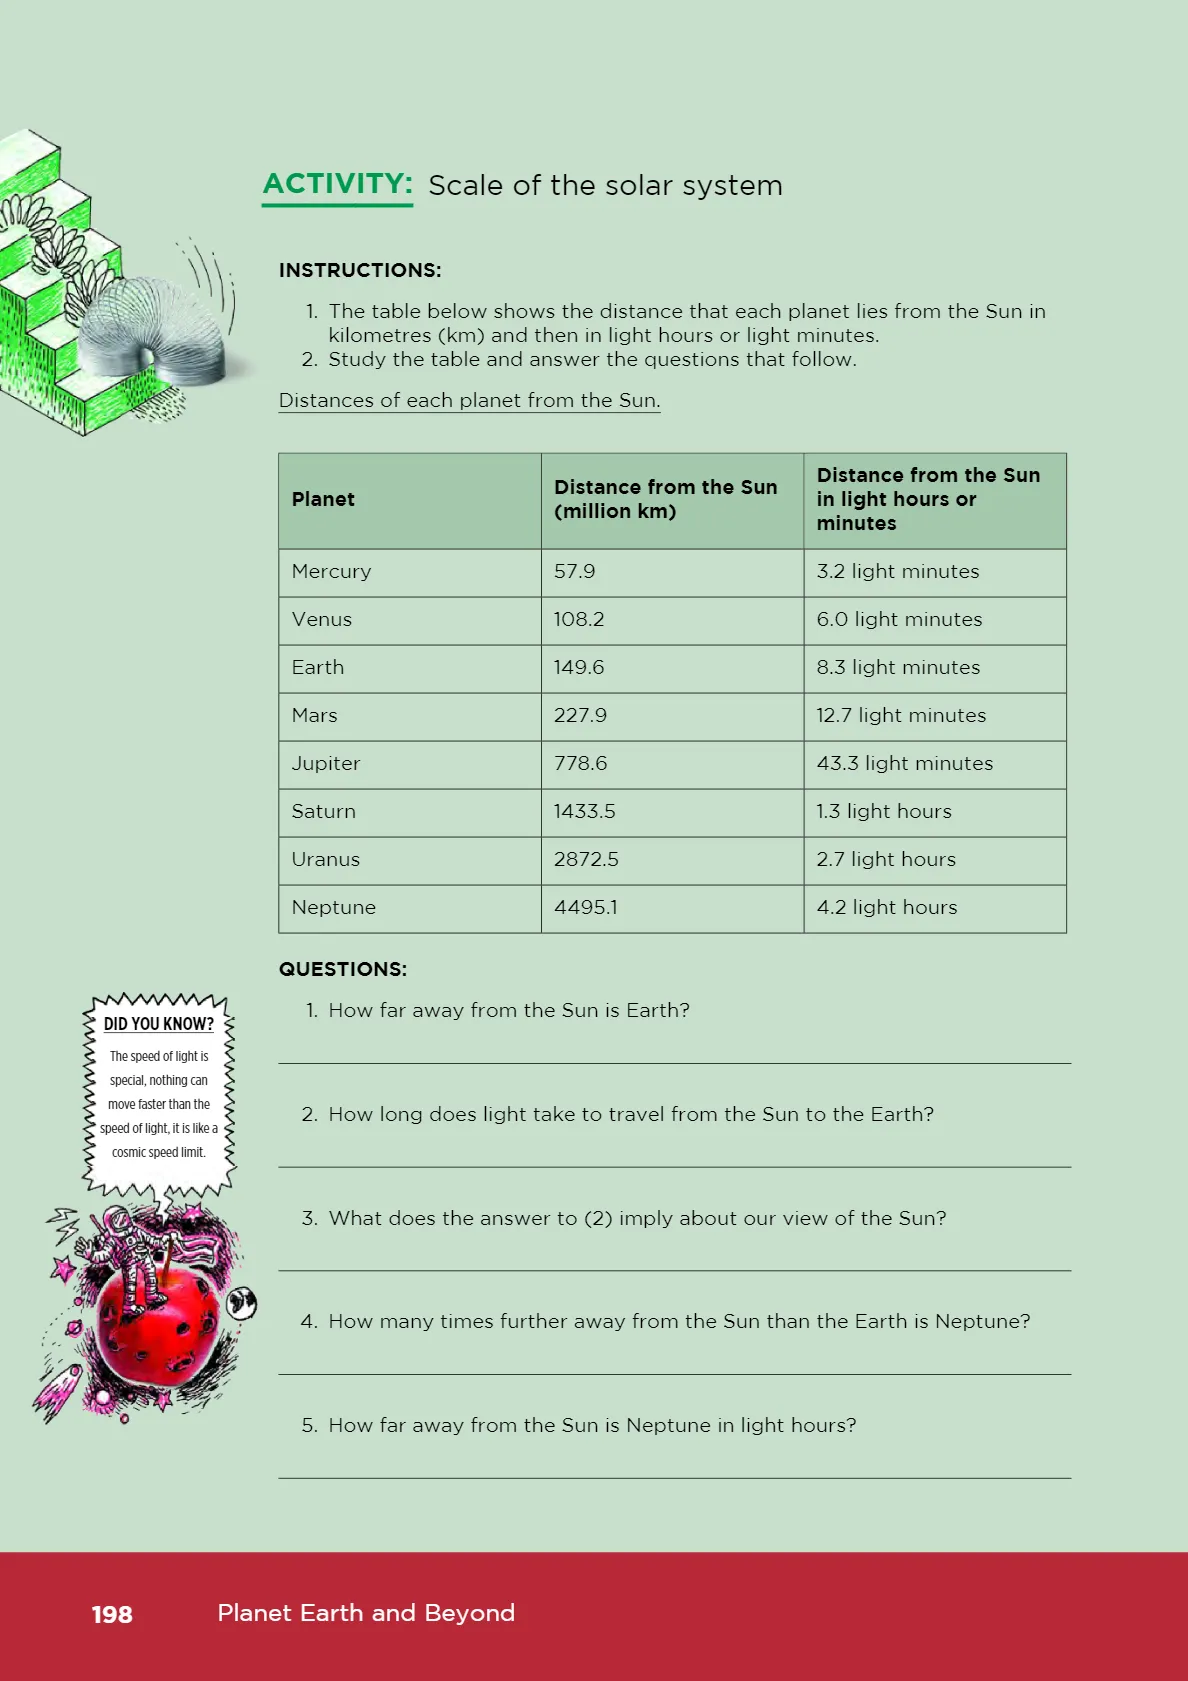 ACTIVITY: Scale of the solar system
INSTRUCTIONS:
1. The table below shows the distance that each planet lies from the Sun in
kilometres (km) and then in light hours or light minutes.
2. Study the table and answer the questions that follow.
Distances of each planet from the Sun.
Planet
Distance from the Sun
(million km)
Distance from the Sun
in light hours or
minutes
Mercury 57.9 3.2 light minutes
Venus 108.2 6.0 light minutes
Earth 149.6 8.3 light minutes
Mars 227.9 12.7 light minutes
Jupiter 778.6 43.3 light minutes
Saturn 1433.5 1.3 light hours
Uranus 2872.5 2.7 light hours
Neptune 4495.1 4.2 light hours
QUESTIONS:
1. How far away from the Sun is Earth?
2. How long does light take to travel from the Sun to the Earth?
3. What does the answer to (2) imply about our view of the Sun?
4. How many times further away from the Sun than the Earth is Neptune?
5. How far away from the Sun is Neptune in light hours?
DID YOU KNOW?
The speed of light is
special, nothing can
move faster than the
speed of light, it is like a
cosmic speed limit.
198 Planet Earth and Beyond